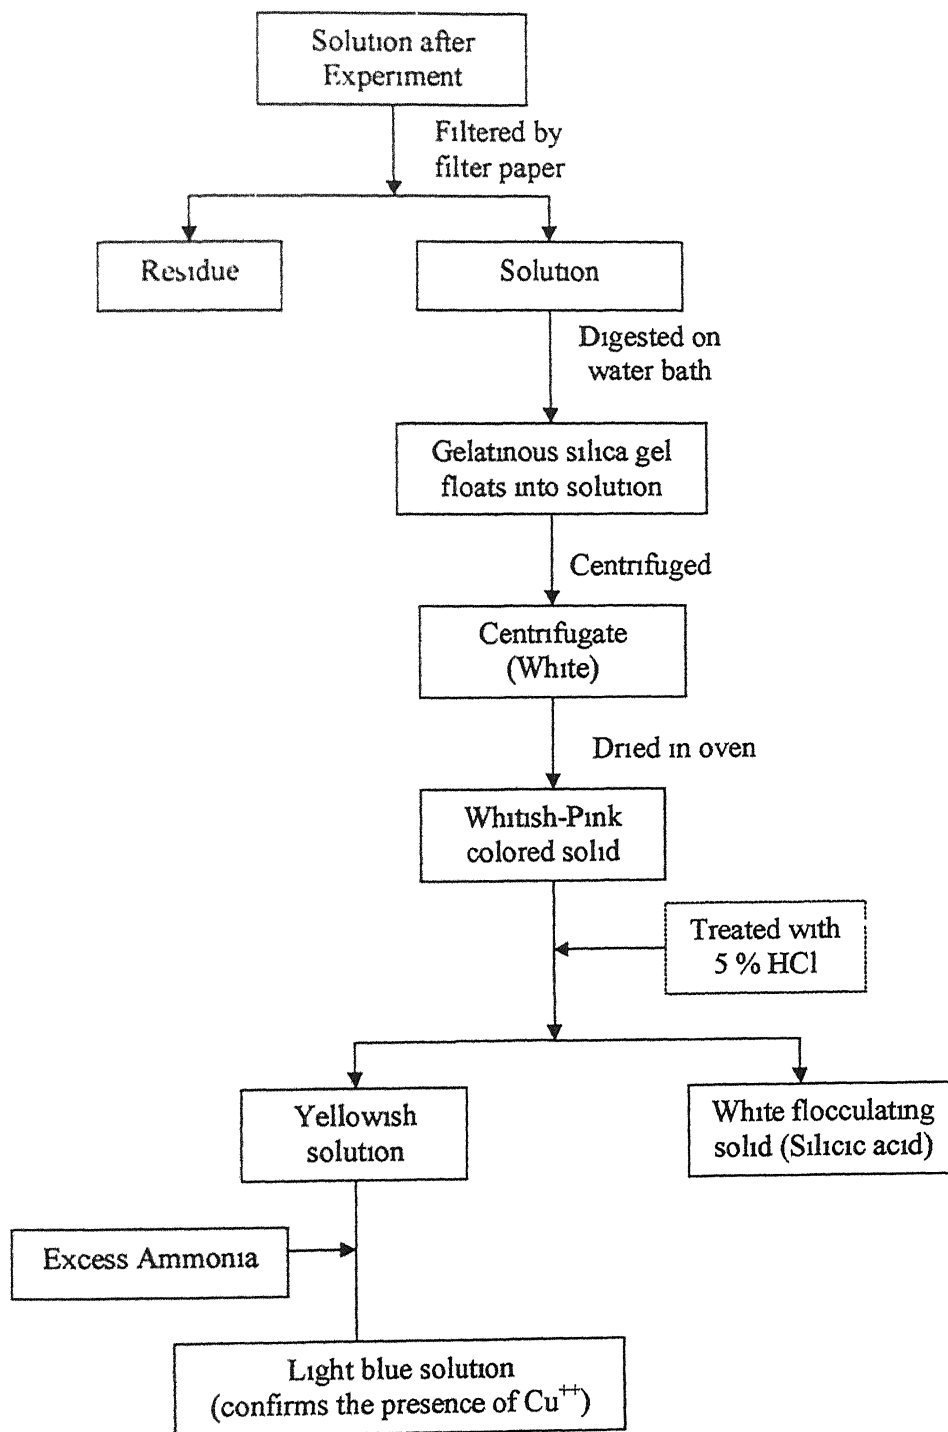 Solution after
Experiment
Filtered by
filter paper
Residue
Solution
Digested on
water bath
Gelatinous silica gel
floats into solution
Centrifuged
Centrifugate
(White)
Dried in oven
Whitish-Pink
colored solid
Treated with
5 % HCl
Yellowish
solution
White flocculating
solid (Silicic acid)
Excess Ammonia
Light blue solution
(confirms the presence of Cu⁺⁺)